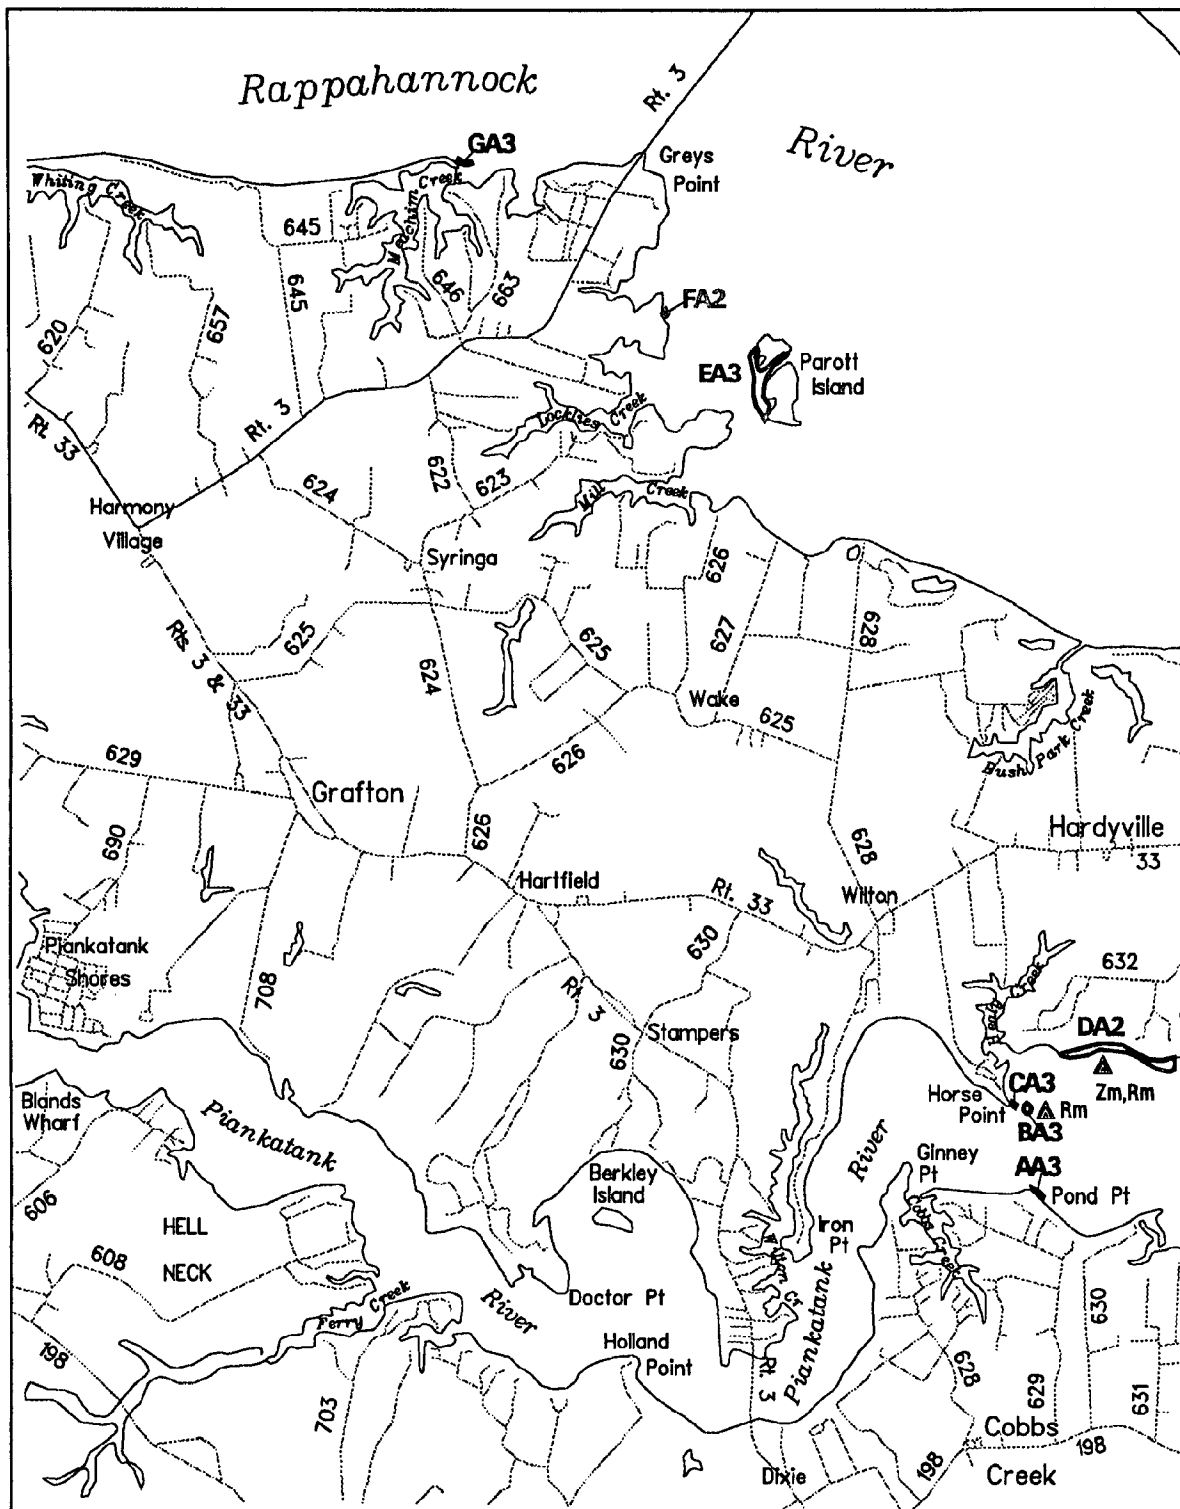 Rappahannock
River
Rt. 3
GA3
Greys
Point
Whiting Creek
Meachim Creek
645
645
646
663
657
620
FA2
EA3
Parott
Island
Rt. 33
Rt. 3
Locklies Creek
622
623
624
Mill Creek
Harmony
Village
Syringa
626
627
628
Rts. 3 & 33
625
624
625
Wake
625
626
Bush Park Creek
629
Grafton
690
626
Hardyville
33
628
Hartfield
Rt. 33
Wilton
Piankatank
Shores
708
630
Healy Creek
632
Rt. 3
Stampers
630
DA2
Zm,Rm
CA3
Horse
Point
Rm
BA3
Blands
Wharf
Piankatank
River
Ginney
Pt
AA3
Pond Pt
Berkley
Island
606
HELL
NECK
608
Iron
Pt
Wilton Cr
Cobbs Creek
Ferry Creek
River
Doctor Pt
Piankatank
630
Holland
Point
198
703
Rt. 3
628
629
631
Cobbs
Creek
198
198
Dixie